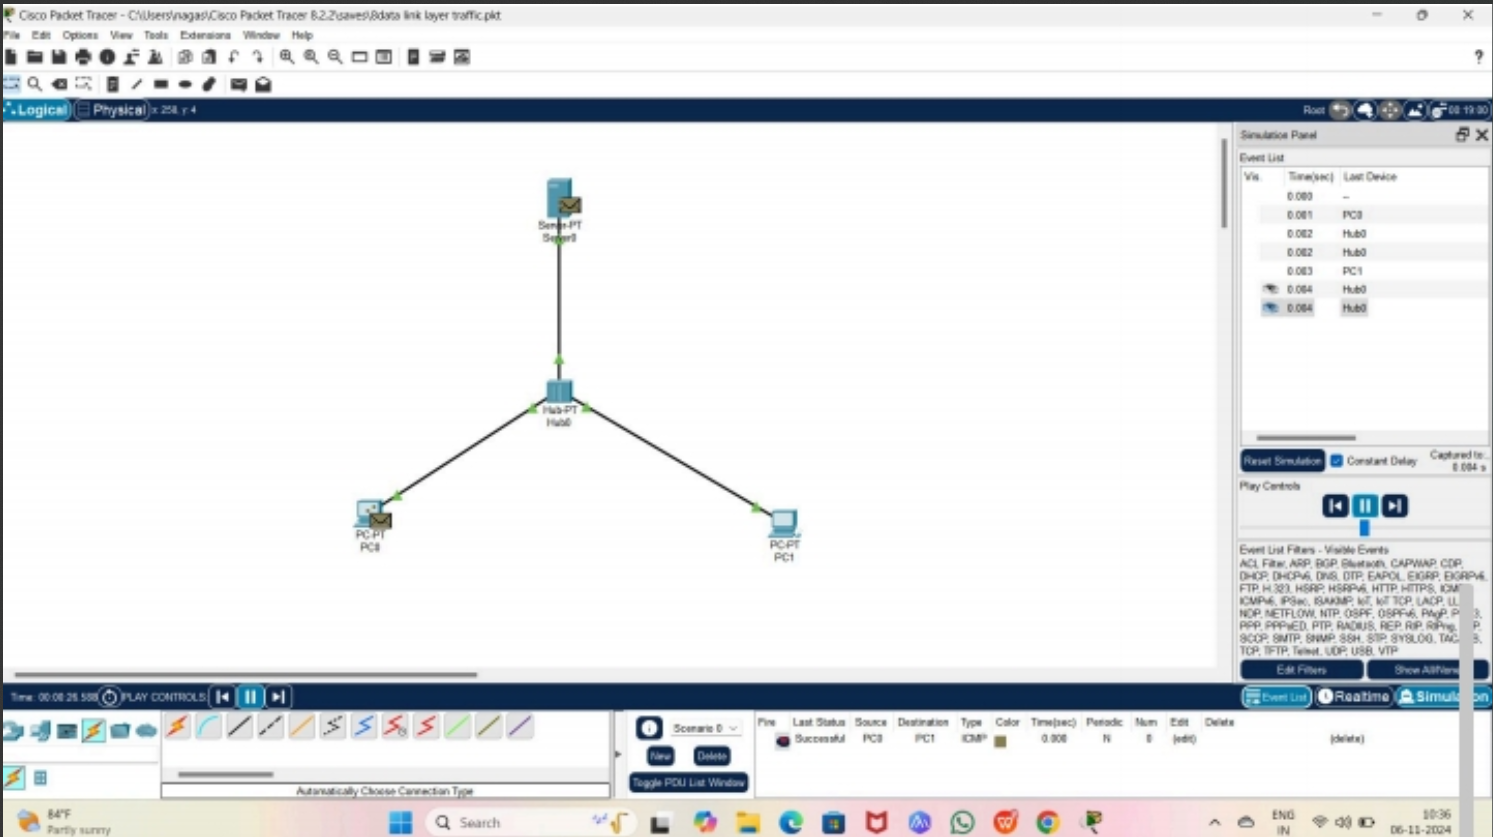 Cisco Packet Tracer - C:\Users\nagas\Cisco Packet Tracer 8.2.2\saves\8data link layer traffic.pkt
File Edit Options View Tools Extensions Window Help
?
Logical Physical x: 258, y: 4 Root 00:19:00
Simulation Panel
Event List
Vis. Time(sec) Last Device
0.000 --
0.001 PC0
0.002 Hub0
0.002 Hub0
0.003 PC1
0.004 Hub0
0.004 Hub0
Server-PT
Server0
Hub-PT
Hub0
PC-PT
PC0
PC-PT
PC1
Reset Simulation Constant Delay Captured to:
0.004 s
Play Controls
Event List Filters - Visible Events
ACL Filter, ARP, BGP, Bluetooth, CAPWAP, CDP,
DHCP, DHCPv6, DNS, DTP, EAPOL, EIGRP, EIGRPv6,
FTP, H.323, HSRP, HSRPv6, HTTP, HTTPS, ICM
ICMPv6, IPSec, ISAKMP, IoT, IoT TCP, LACP, LL
NDP, NETFLOW, NTP, OSPF, OSPFv6, PAgP, P 3,
PPP, PPPoED, PTP, RADIUS, REP, RIP, RIPng, P,
SCCP, SMTP, SNMP, SSH, STP, SYSLOG, TAC S,
TCP, TFTP, Telnet, UDP, USB, VTP
Edit Filters Show All/None
Time: 00:08:26.588 PLAY CONTROLS: Event List Realtime Simula on
Scenario 0 Fire Last Status Source Destination Type Color Time(sec) Periodic Num Edit Delete
Successful PC0 PC1 ICMP 0.000 N 0 (edit) (delete)
New Delete
Toggle PDU List Window
Automatically Choose Connection Type
84°F
Partly sunny
Search
ENG
IN
10:36
06-11-2024